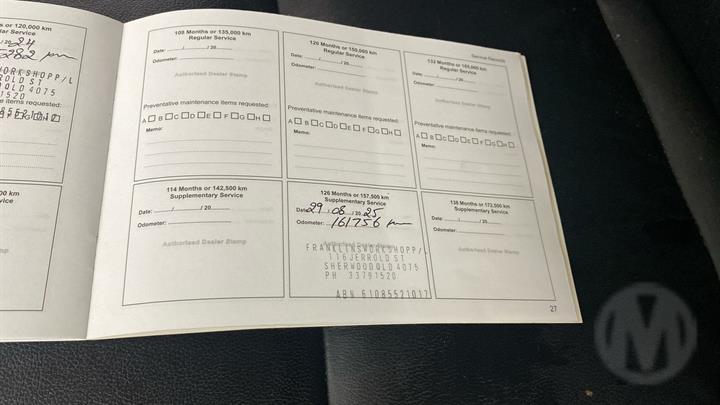 s or 120,000 km
l Service
/ 20 24
282 km
ORKSHOPP/L
ROLD ST
QLD 4075
1520
e items requested:
85521017
00 km
vice
108 Months or 135,000 km
Regular Service
Date: / / 20
Odometer:
Authorised Dealer Stamp
Preventative maintenance items requested:
A B C D E F G H
Memo:
120 Months or 150,000 km
Regular Service
Date: / / 20
Odometer:
Authorised Dealer Stamp
Preventative maintenance items requested:
A B C D E F G H
Memo:
Service Records
132 Months or 165,000 km
Regular Service
Date: / / 20
Odometer:
Authorised Dealer Stamp
Preventative maintenance items requested:
A B C D E F G H
Memo:
114 Months or 142,500 km
Supplementary Service
Date: / / 20
Odometer:
Authorised Dealer Stamp
126 Months or 157,500 km
Supplementary Service
Date: 29 / 08 / 20 25
Odometer: 161756 km
Authorised Dealer Stamp
FRANKLINSWORKSHOPP/L
116JERROLD ST
SHERWOODQLD 4075
PH 33791520
ABN 61085521017
138 Months or 172,500 km
Supplementary Service
Date: / / 20
Odometer:
Authorised Dealer Stamp
27
M